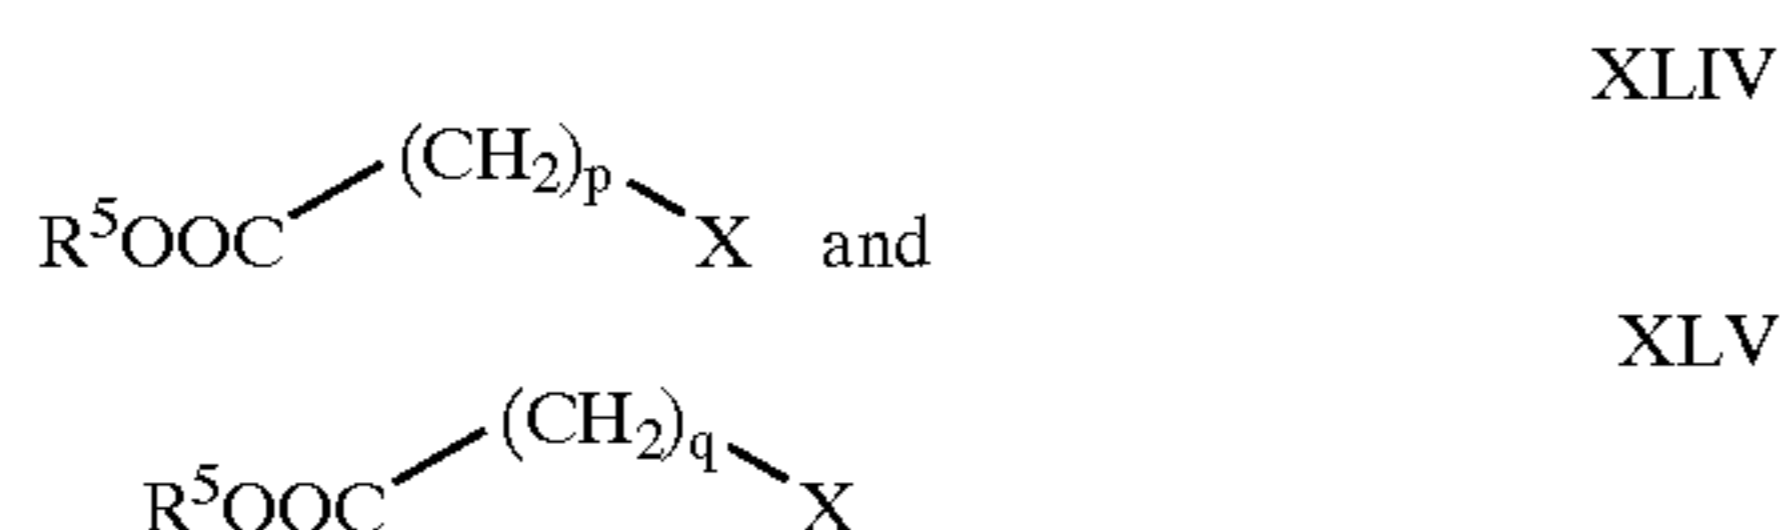 XLIV
(CH2)p
R5OOC X and
XLV
(CH2)q
R5OOC X